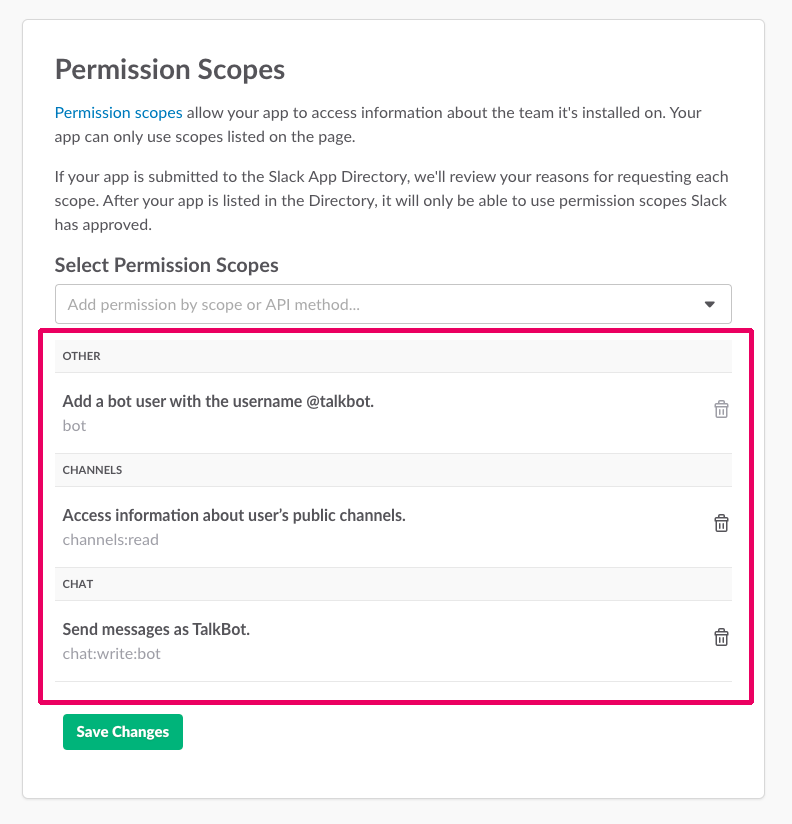 Permission Scopes
Permission scopes allow your app to access information about the team it's installed on. Your
app can only use scopes listed on the page.
If your app is submitted to the Slack App Directory, we'll review your reasons for requesting each
scope. After your app is listed in the Directory, it will only be able to use permission scopes Slack
has approved.
Select Permission Scopes
Add permission by scope or API method...
OTHER
Add a bot user with the username @talkbot.
bot
CHANNELS
Access information about user’s public channels.
channels:read
CHAT
Send messages as TalkBot.
chat:write:bot
Save Changes